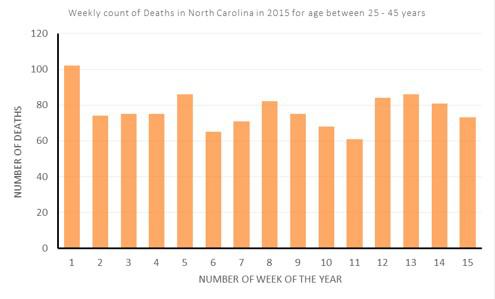 Weekly count of Deaths in North Carolina in 2015 for age between 25 - 45 years
120
100
80
60
40
20
0
NUMBER OF DEATHS
1 2 3 4 5 6 7 8 9 10 11 12 13 14 15
NUMBER OF WEEK OF THE YEAR